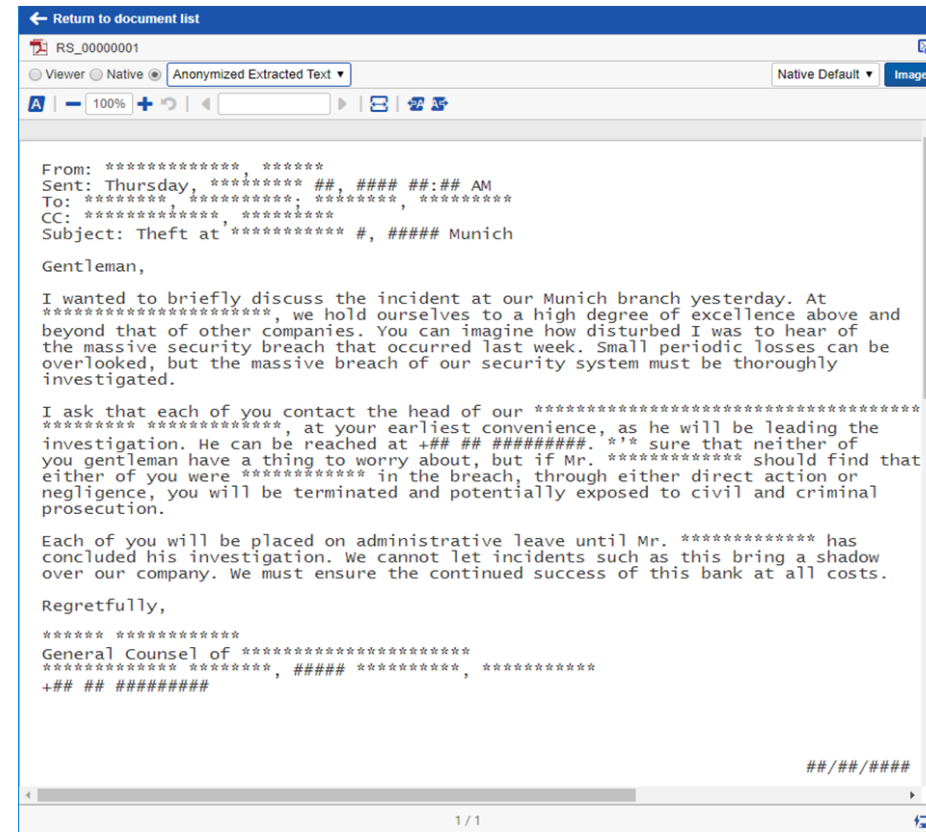 ← Return to document list
RS_00000001
Viewer Native Anonymized Extracted Text ▼ Native Default ▼ Image
A 100%
From: *************, ******
Sent: Thursday, ********* ##, #### ##:## AM
To: ********, **********; ********, *********
CC: *************, *********
Subject: Theft at *********** #, ##### Munich
Gentleman,
I wanted to briefly discuss the incident at our Munich branch yesterday. At
**********************, we hold ourselves to a high degree of excellence above and
beyond that of other companies. You can imagine how disturbed I was to hear of
the massive security breach that occurred last week. Small periodic losses can be
overlooked, but the massive breach of our security system must be thoroughly
investigated.
I ask that each of you contact the head of our *************************************
********* *************, at your earliest convenience, as he will be leading the
investigation. He can be reached at +## ## #########. *'* sure that neither of
you gentleman have a thing to worry about, but if Mr. ************* should find that
either of you were ************ in the breach, through either direct action or
negligence, you will be terminated and potentially exposed to civil and criminal
prosecution.
Each of you will be placed on administrative leave until Mr. ************* has
concluded his investigation. We cannot let incidents such as this bring a shadow
over our company. We must ensure the continued success of this bank at all costs.
Regretfully,
****** ************
General Counsel of **********************
************* ********, ##### **********, ***********
+## ## #########
##/##/####
1 / 1